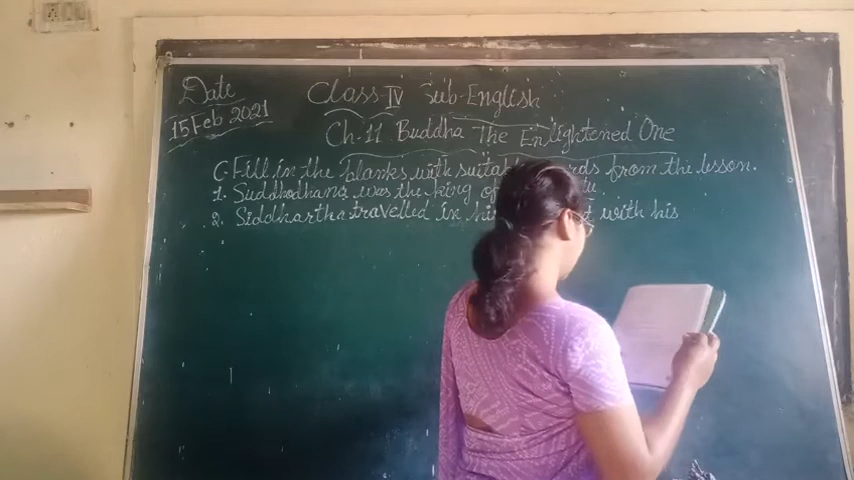 Date
15 Feb 2021
Class-IV Sub-English
Ch-11 Buddha The Enlightened One
C. Fill in the blanks with suitable words from the lesson.
1. Suddhodhana was the king of
2. Siddhartha travelled in his with his